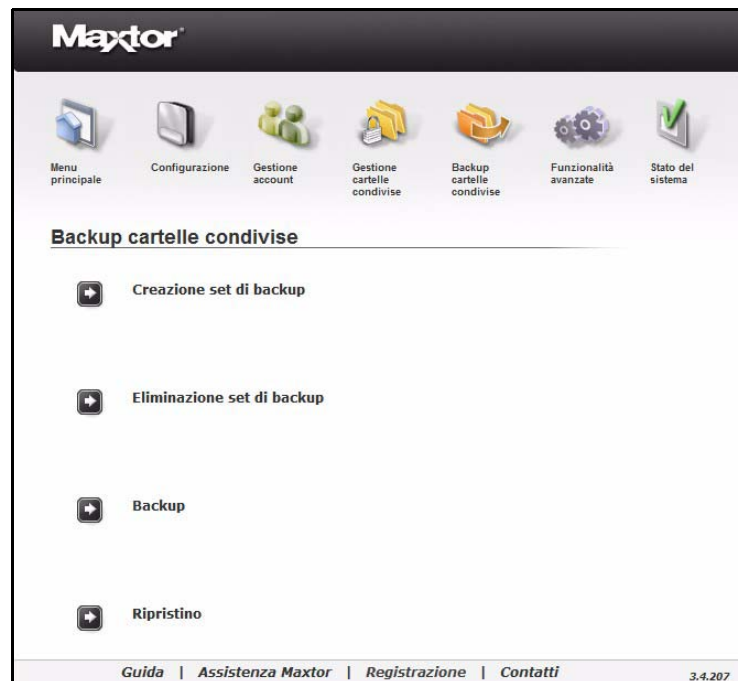 Maxtor
Menu principale
Configurazione
Gestione account
Gestione cartelle condivise
Backup cartelle condivise
Funzionalità avanzate
Stato del sistema
Backup cartelle condivise
Creazione set di backup
Eliminazione set di backup
Backup
Ripristino
Guida | Assistenza Maxtor | Registrazione | Contatti
3.4.207